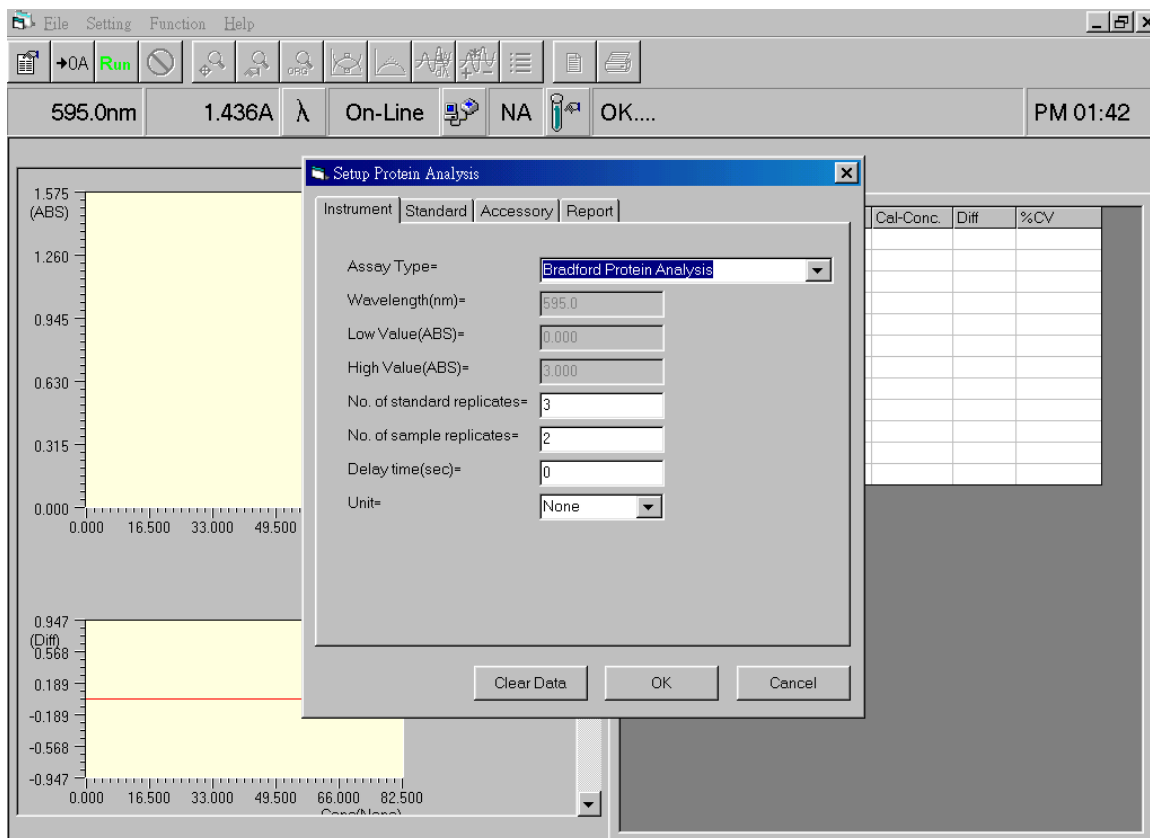 File Setting Function Help
→0A Run ORG dλ
595.0nm 1.436A λ On-Line NA OK.... PM 01:42
Setup Protein Analysis
Instrument Standard Accessory Report
Assay Type= Bradford Protein Analysis
Wavelength(nm)= 595.0
Low Value(ABS)= 0.000
High Value(ABS)= 3.000
No. of standard replicates= 3
No. of sample replicates= 2
Delay time(sec)= 0
Unit= None
Clear Data OK Cancel
1.575
(ABS)
1.260
0.945
0.630
0.315
0.000
0.000 16.500 33.000 49.500
0.947
(Diff)
0.568
0.189
-0.189
-0.568
-0.947
0.000 16.500 33.000 49.500 66.000 82.500
Conc(None)
Cal-Conc. Diff %CV